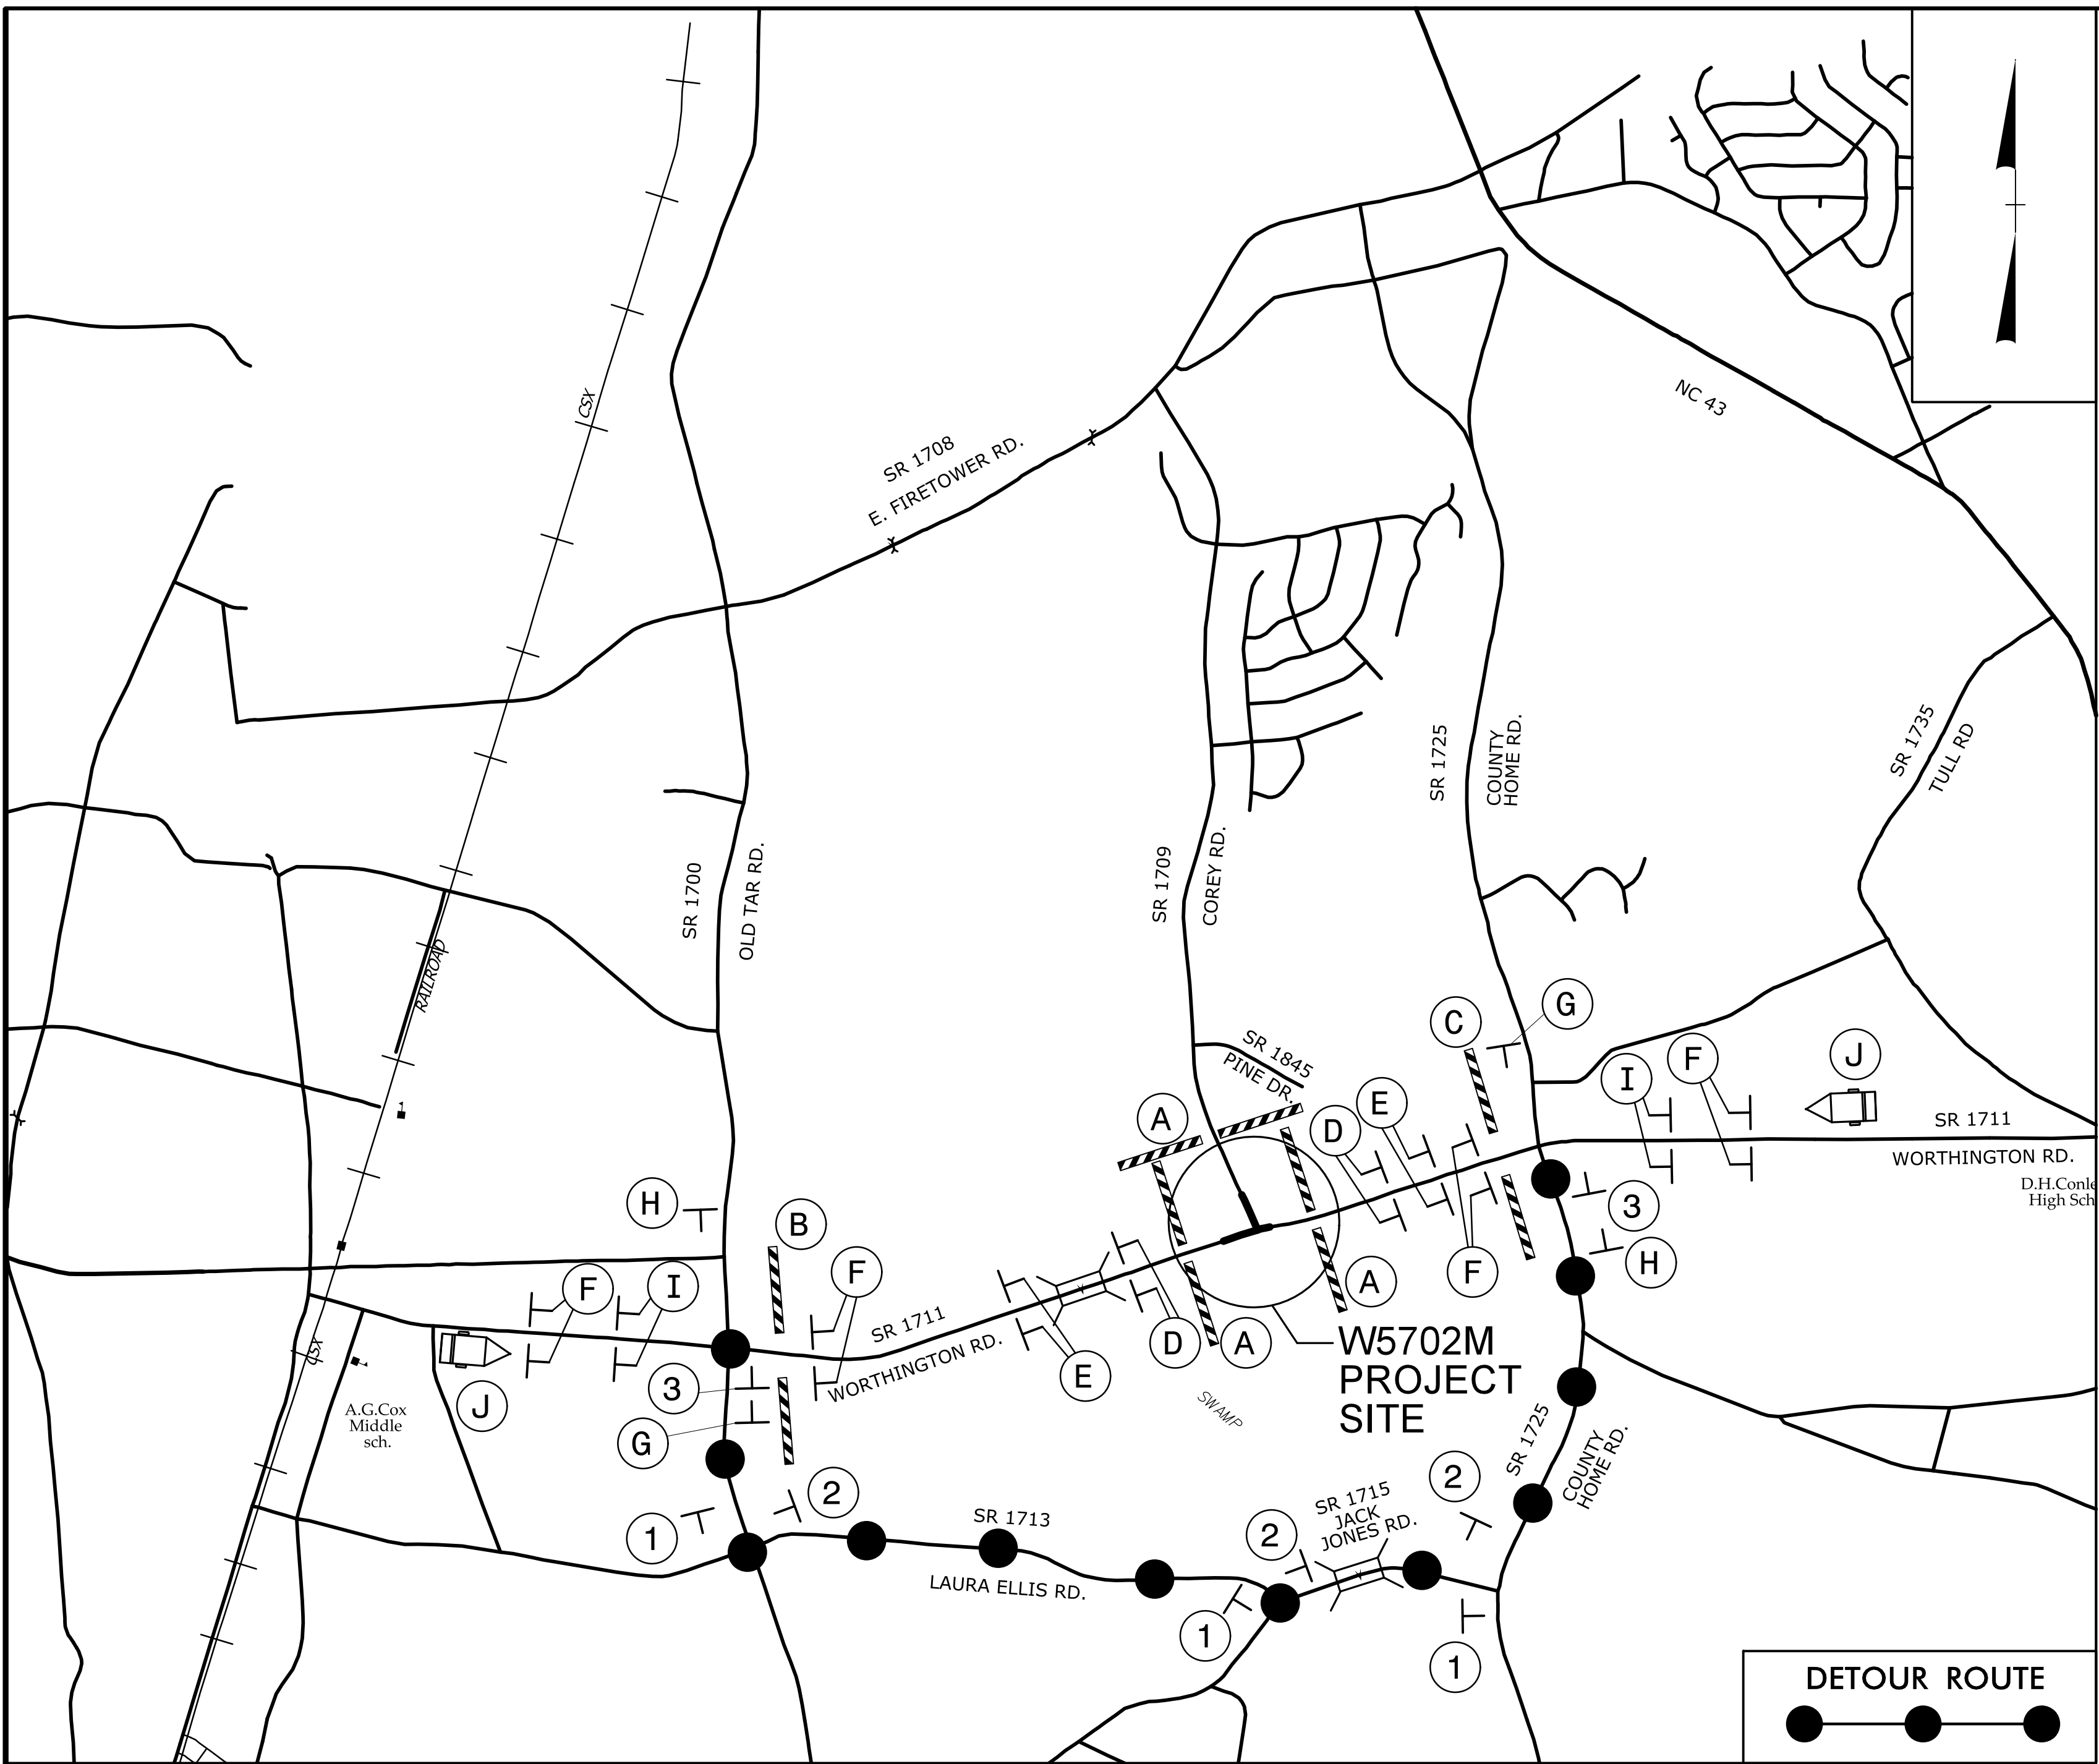 NC 43
CSX
SR 1708
E. FIRETOWER RD.
SR 1735
TULL RD
SR 1725
COUNTY
HOME RD.
SR 1700
OLD TAR RD.
SR 1709
COREY RD.
RAILROAD
SR 1845
PINE DR.
C
G
I
F
J
SR 1711
WORTHINGTON RD.
D.H.Conle
High Sch
A
D
E
H
B
F
3
H
F
I
F
SR 1711
WORTHINGTON RD.
F
A
D
A
E
W5702M
PROJECT
SITE
CSX
A.G.Cox
Middle
sch.
J
3
G
SWAMP
SR 1725
COUNTY
HOME RD.
2
1
SR 1713
LAURA ELLIS RD.
2
SR 1715
JACK
JONES RD.
2
1
1
DETOUR ROUTE